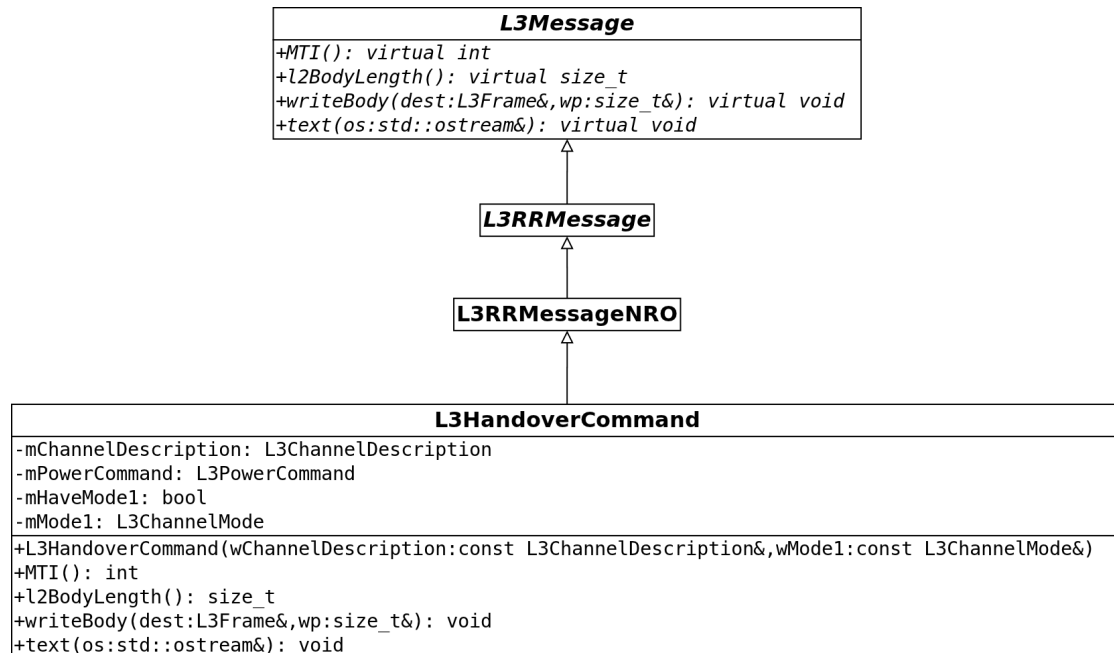 L3Message
+MTI(): virtual int
+l2BodyLength(): virtual size_t
+writeBody(dest:L3Frame&,wp:size_t&): virtual void
+text(os:std::ostream&): virtual void
L3RRMessage
L3RRMessageNRO
L3HandoverCommand
-mChannelDescription: L3ChannelDescription
-mPowerCommand: L3PowerCommand
-mHaveMode1: bool
-mMode1: L3ChannelMode
+L3HandoverCommand(wChannelDescription:const L3ChannelDescription&,wMode1:const L3ChannelMode&)
+MTI(): int
+l2BodyLength(): size_t
+writeBody(dest:L3Frame&,wp:size_t&): void
+text(os:std::ostream&): void